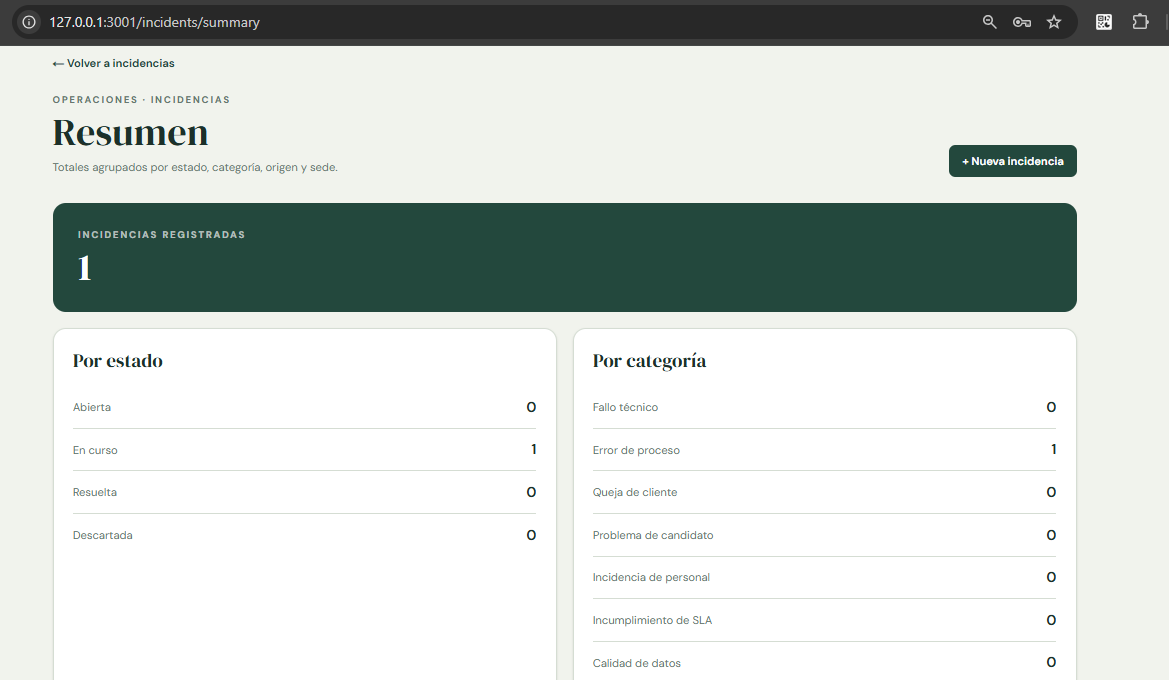 127.0.0.1:3001/incidents/summary
← Volver a incidencias
OPERACIONES · INCIDENCIAS
Resumen
Totales agrupados por estado, categoría, origen y sede.
+ Nueva incidencia
INCIDENCIAS REGISTRADAS
1
Por estado
Abierta 0
En curso 1
Resuelta 0
Descartada 0
Por categoría
Fallo técnico 0
Error de proceso 1
Queja de cliente 0
Problema de candidato 0
Incidencia de personal 0
Incumplimiento de SLA 0
Calidad de datos 0